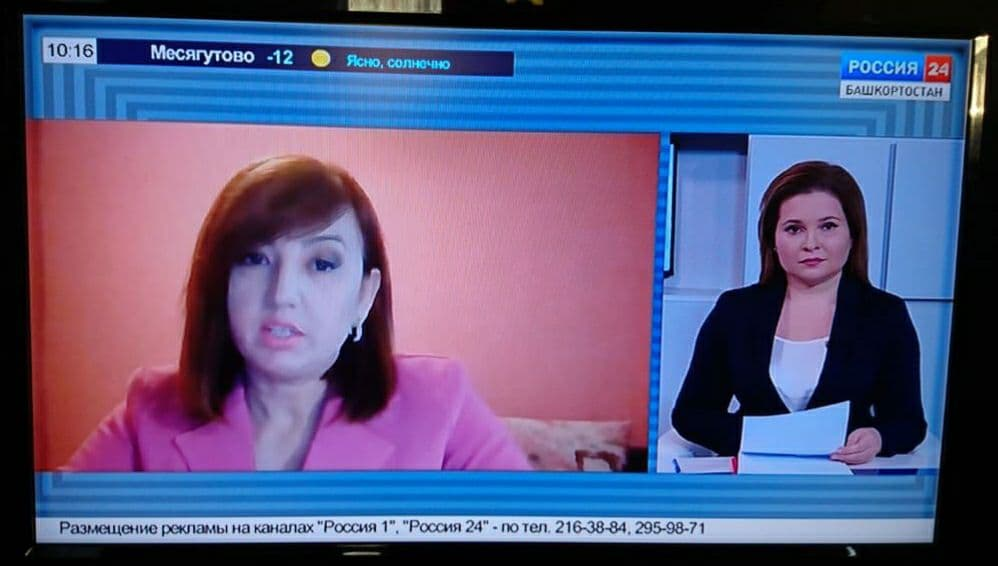 10:16 Месягутово -12 Ясно, солнечно
РОССИЯ 24
БАШКОРТОСТАН
Размещение рекламы на каналах "Россия 1", "Россия 24" - по тел. 216-38-84, 295-98-71